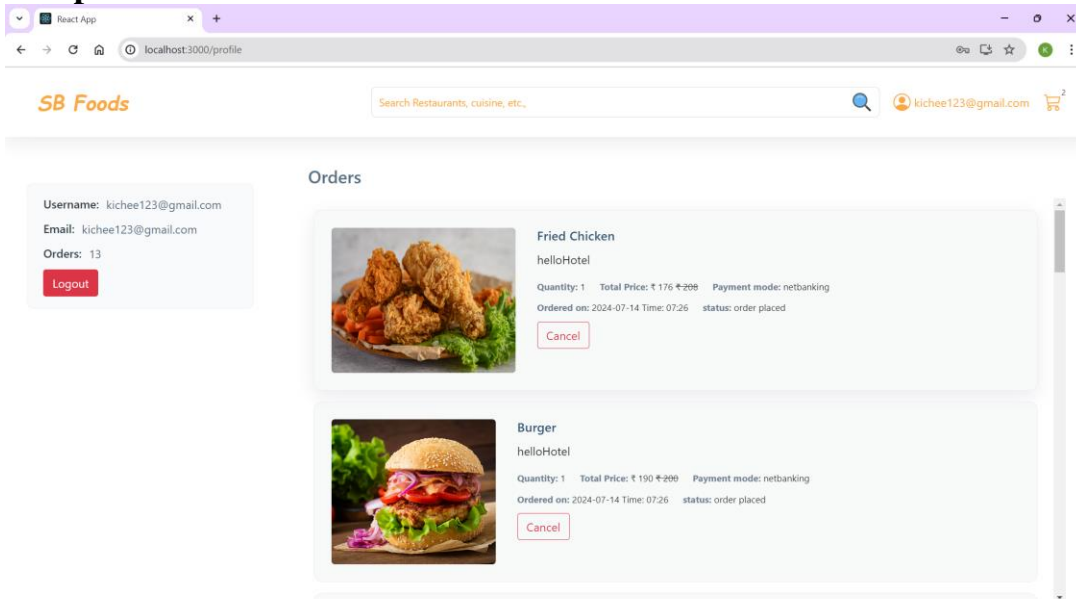 React App
localhost:3000/profile
K
SB Foods
Search Restaurants, cuisine, etc.,
kichee123@gmail.com
2
Username: kichee123@gmail.com
Email: kichee123@gmail.com
Orders: 13
Logout
Orders
Fried Chicken
helloHotel
Quantity: 1 Total Price: ₹ 176 ₹ 208 Payment mode: netbanking
Ordered on: 2024-07-14 Time: 07:26 status: order placed
Cancel
Burger
helloHotel
Quantity: 1 Total Price: ₹ 190 ₹ 200 Payment mode: netbanking
Ordered on: 2024-07-14 Time: 07:26 status: order placed
Cancel